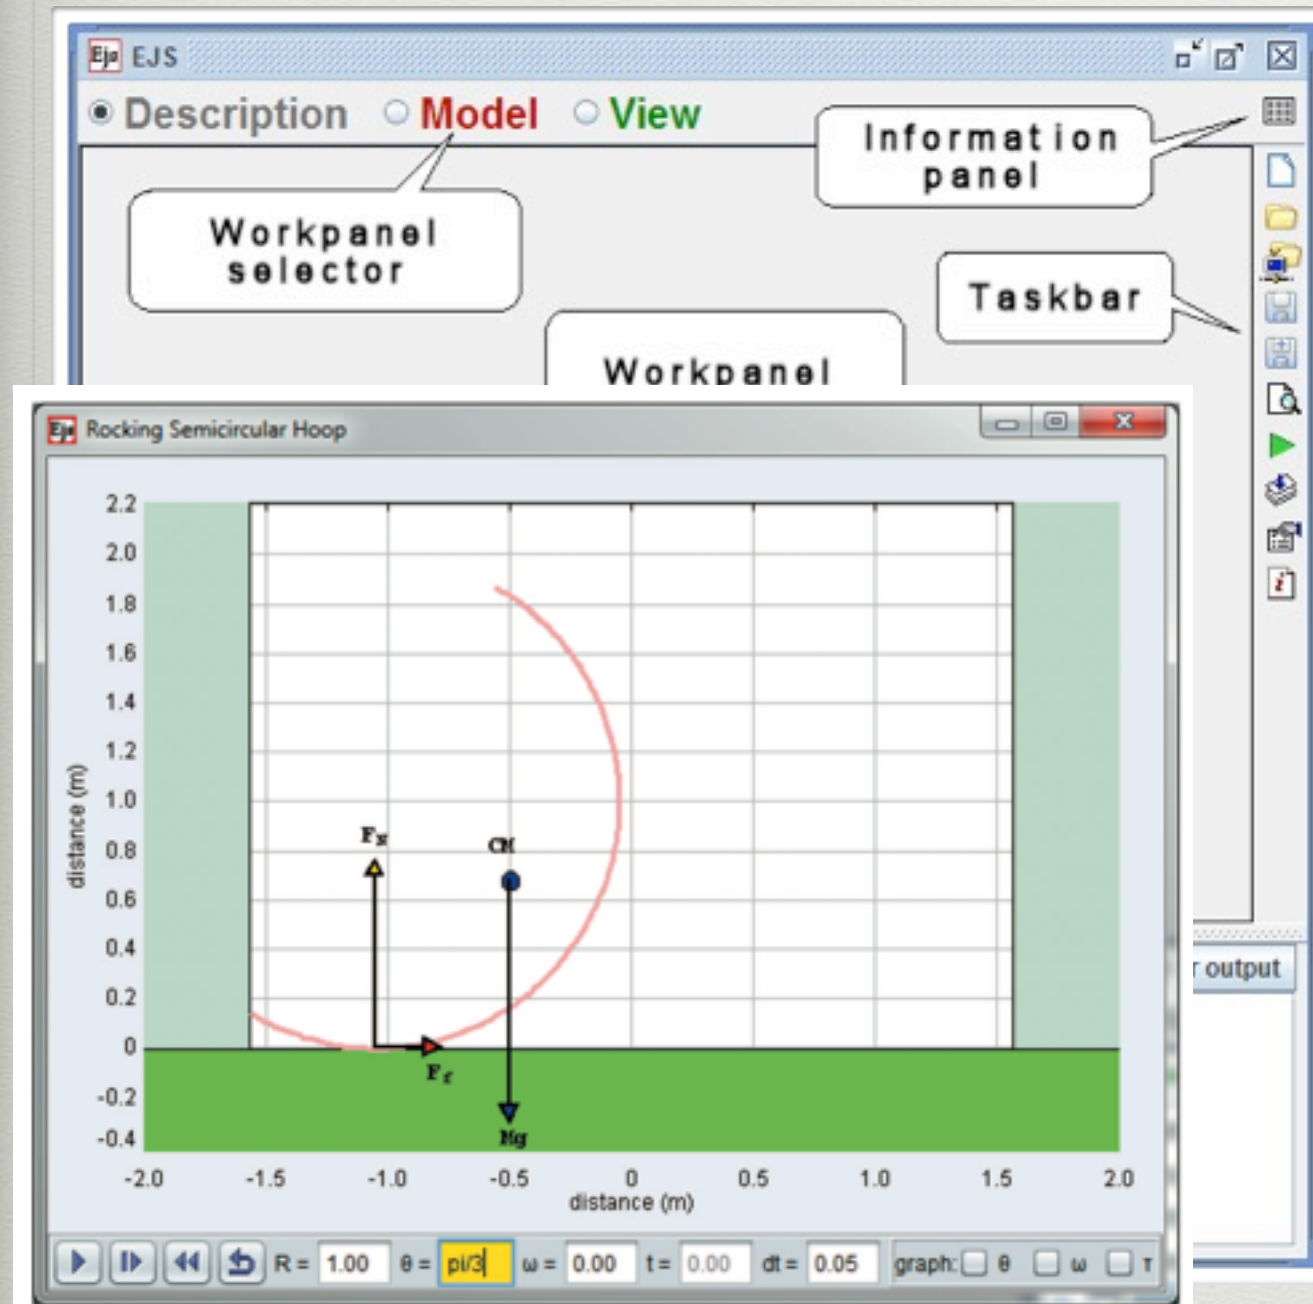 Ejs EJS
Description Model View
Information
panel
Workpanel
selector
Taskbar
Workpanel
Ejs Rocking Semicircular Hoop
2.2
2.0
1.8
1.6
1.4
1.2
1.0
0.8
0.6
0.4
0.2
0
-0.2
-0.4
distance (m)
FN
CM
Ff
Mg
-2.0 -1.5 -1.0 -0.5 0 0.5 1.0 1.5 2.0
distance (m)
R = 1.00 θ = pi/3 ω = 0.00 t = 0.00 dt = 0.05 graph: θ ω τ
output